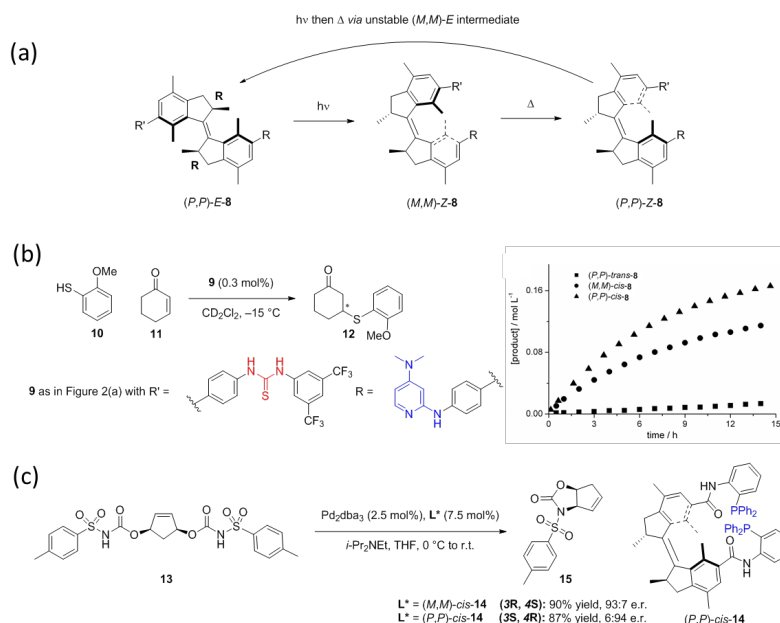 hν then Δ via unstable (M,M)-E intermediate
(a)
R
R'
R
R
hν
R'
R
Δ
R'
R
(P,P)-E-8
(M,M)-Z-8
(P,P)-Z-8
(b)
OMe
HS
10
O
11
9 (0.3 mol%)
CD2Cl2, –15 °C
O
*
S
MeO
12
9 as in Figure 2(a) with R' =
H
N
H
N
S
CF3
CF3
R =
N
N
N
H
[product] / mol L-1
0.16
0.08
0.00
(P,P)-trans-8
(M,M)-cis-8
(P,P)-cis-8
0 3 6 9 12 15
time / h
(c)
O O
S
N
H
O
O
O
O
N
H
O O
S
13
Pd2dba3 (2.5 mol%), L* (7.5 mol%)
i-Pr2NEt, THF, 0 °C to r.t.
O
O
N
S
O
O
15
H
N
O
PPh2
Ph2P
O
N
H
L* = (M,M)-cis-14 (3R, 4S): 90% yield, 93:7 e.r.
L* = (P,P)-cis-14 (3S, 4R): 87% yield, 6:94 e.r.
(P,P)-cis-14